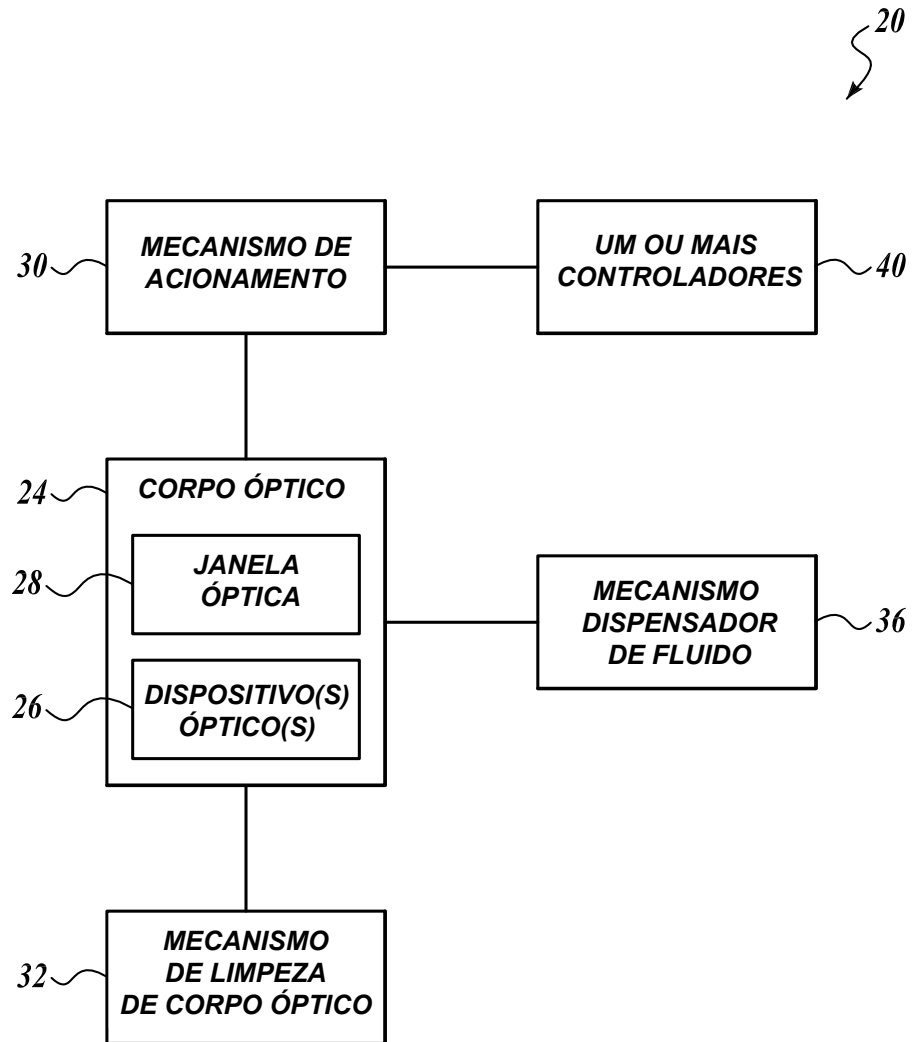 20
30
MECANISMO DE
ACIONAMENTO
UM OU MAIS
CONTROLADORES
40
24
CORPO ÓPTICO
28
JANELA
ÓPTICA
26
DISPOSITIVO(S)
ÓPTICO(S)
MECANISMO
DISPENSADOR
DE FLUIDO
36
32
MECANISMO
DE LIMPEZA
DE CORPO ÓPTICO